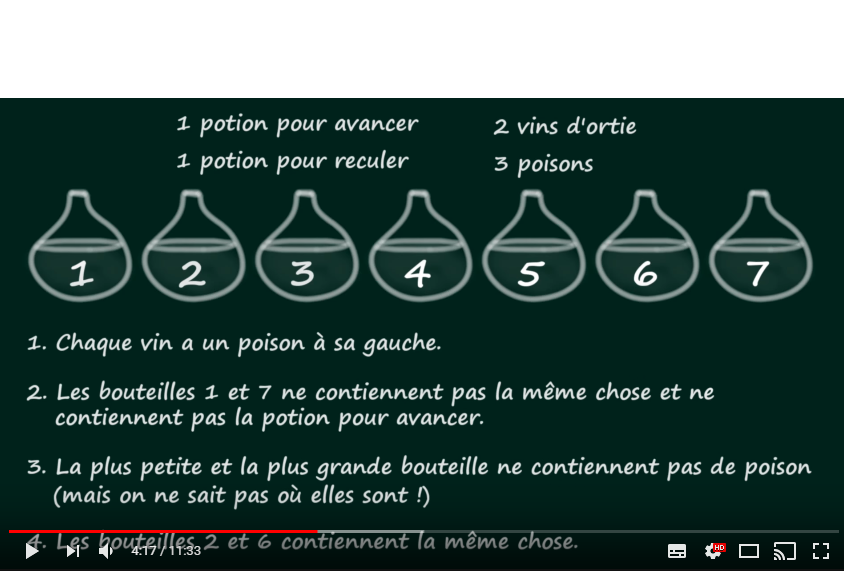 1 potion pour avancer
2 vins d'ortie
1 potion pour reculer
3 poisons
1 2 3 4 5 6 7
1. Chaque vin a un poison à sa gauche.
2. Les bouteilles 1 et 7 ne contiennent pas la même chose et ne
contiennent pas la potion pour avancer.
3. La plus petite et la plus grande bouteille ne contiennent pas de poison
(mais on ne sait pas où elles sont !)
4. Les bouteilles 2 et 6 contiennent la même chose.
4:17 / 11:33
HD